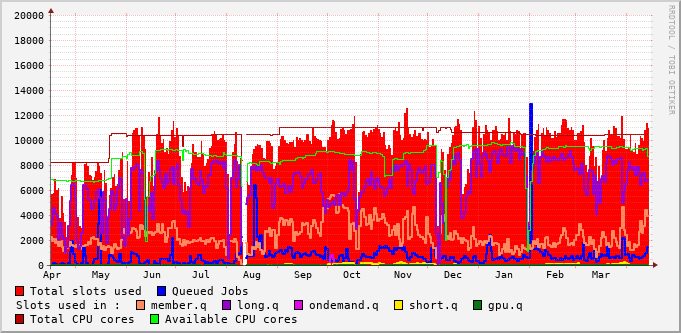 RRDTOOL / TOBI OETIKER
20000
18000
16000
14000
12000
10000
8000
6000
4000
2000
0
Apr May Jun Jul Aug Sep Oct Nov Dec Jan Feb Mar
Total slots used Queued Jobs
Slots used in : member.q long.q ondemand.q short.q gpu.q
Total CPU cores Available CPU cores